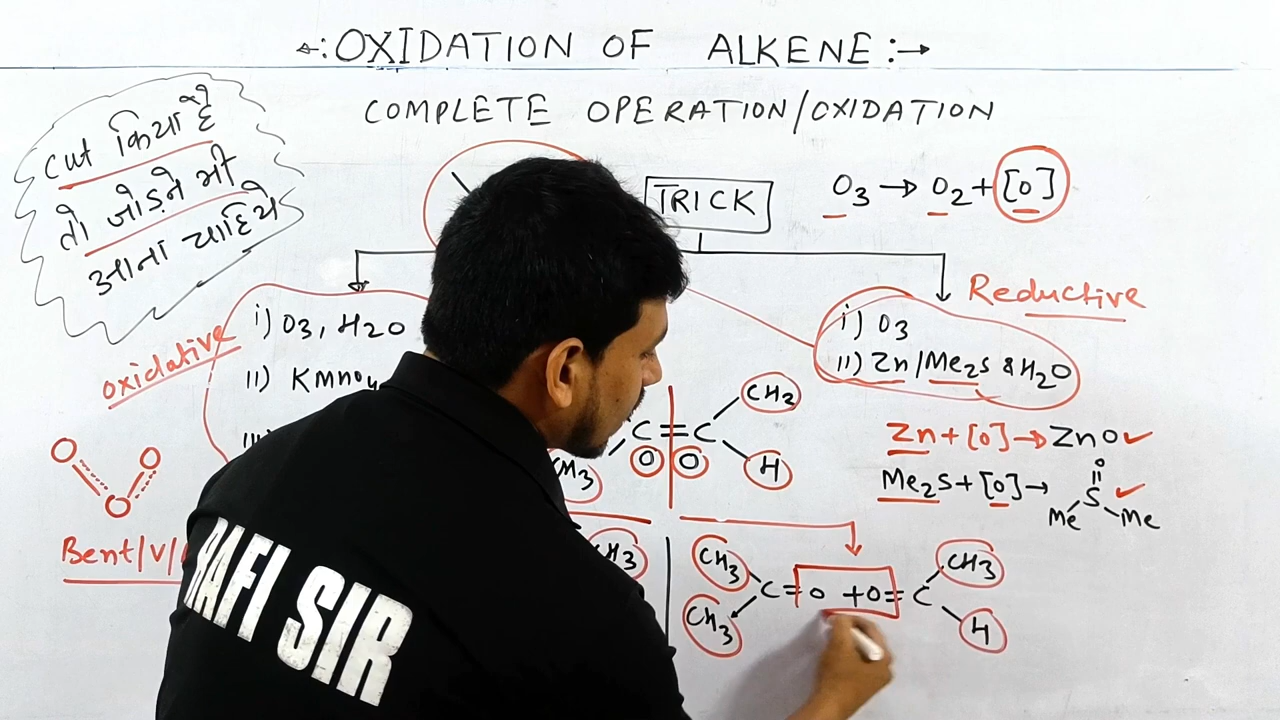 ←: OXIDATION OF ALKENE :→
COMPLETE OPERATION/OXIDATION
cut किया है
तो जोड़ने भी
आना चाहिये
TRICK
O3 → O2 + [O]
oxidative
i) O3, H2O
ii) KMnO4
Reductive
i) O3
ii) Zn/Me2S & H2O
CH2
C=C
O O
CH3
H
Zn + [O] → ZnO ✓
Me2S + [O] →
O
S ✓
Me Me
O O
O
Bent/V/
CH3
CH3
CH3
C = O + O = C
CH3
H
RAFI SIR